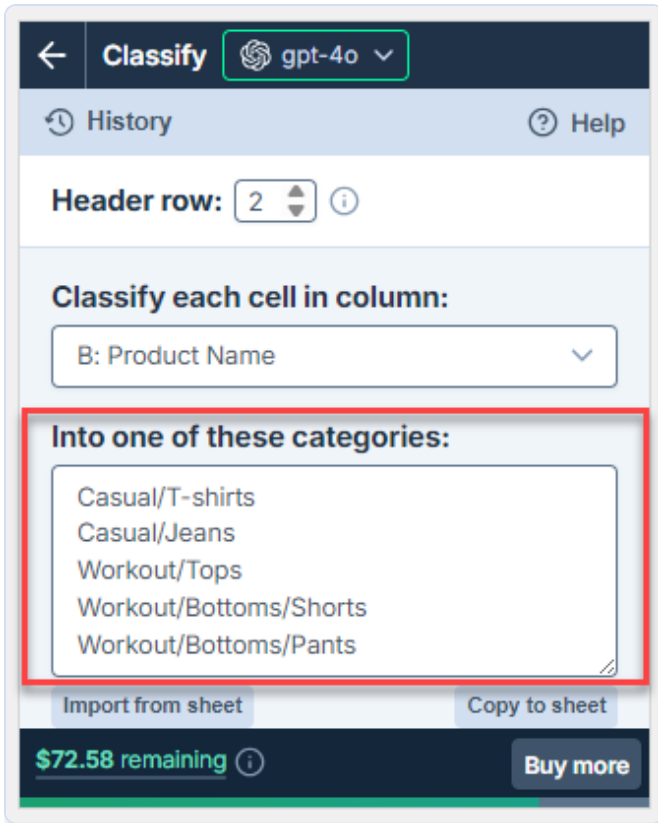 Classify gpt-4o
History Help
Header row: 2
Classify each cell in column:
B: Product Name
Into one of these categories:
Casual/T-shirts
Casual/Jeans
Workout/Tops
Workout/Bottoms/Shorts
Workout/Bottoms/Pants
Import from sheet Copy to sheet
$72.58 remaining Buy more